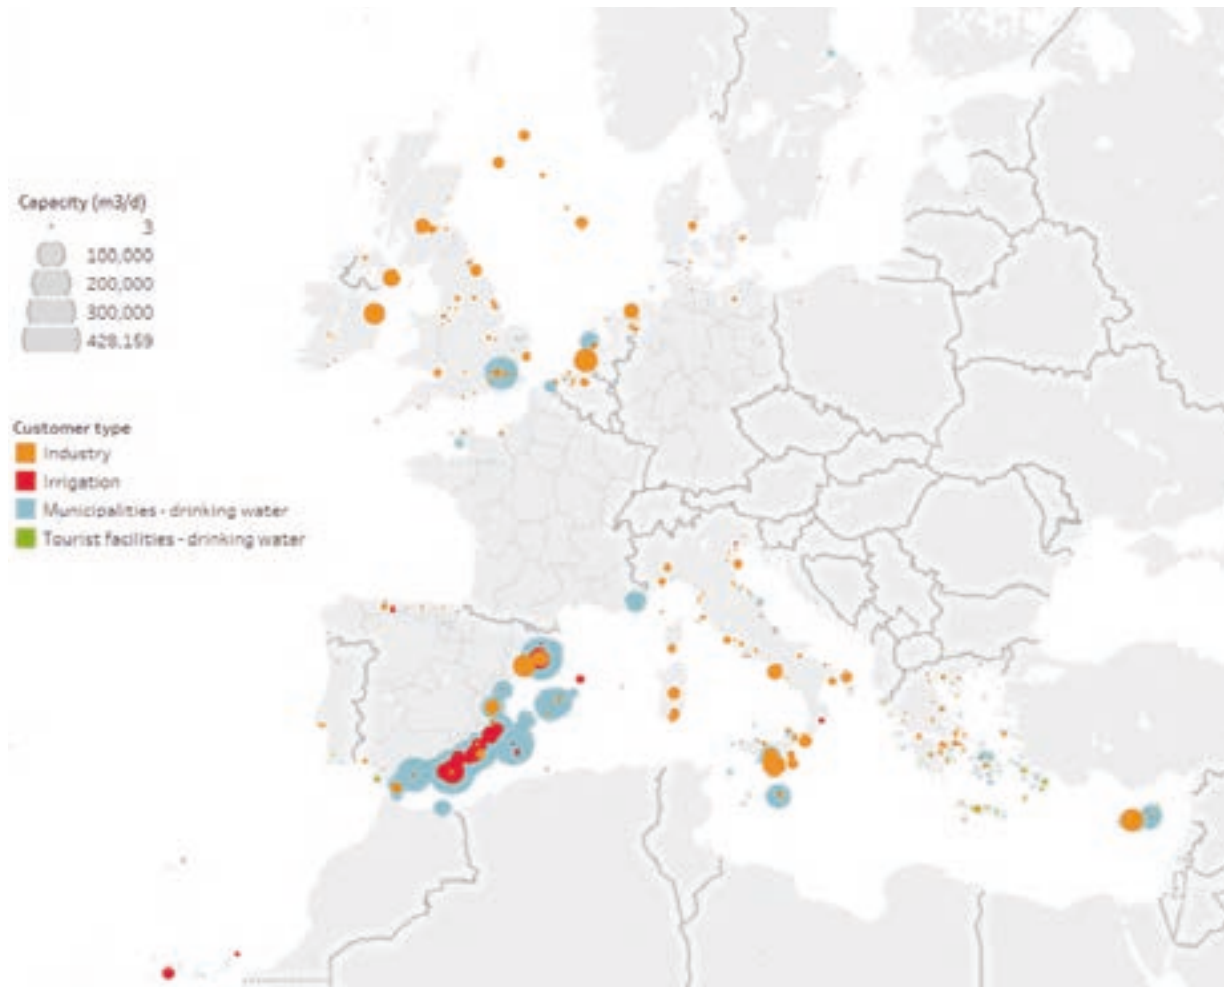 Capacity (m3/d)
3
100,000
200,000
300,000
428,159
Customer type
Industry
Irrigation
Municipalities - drinking water
Tourist facilities - drinking water